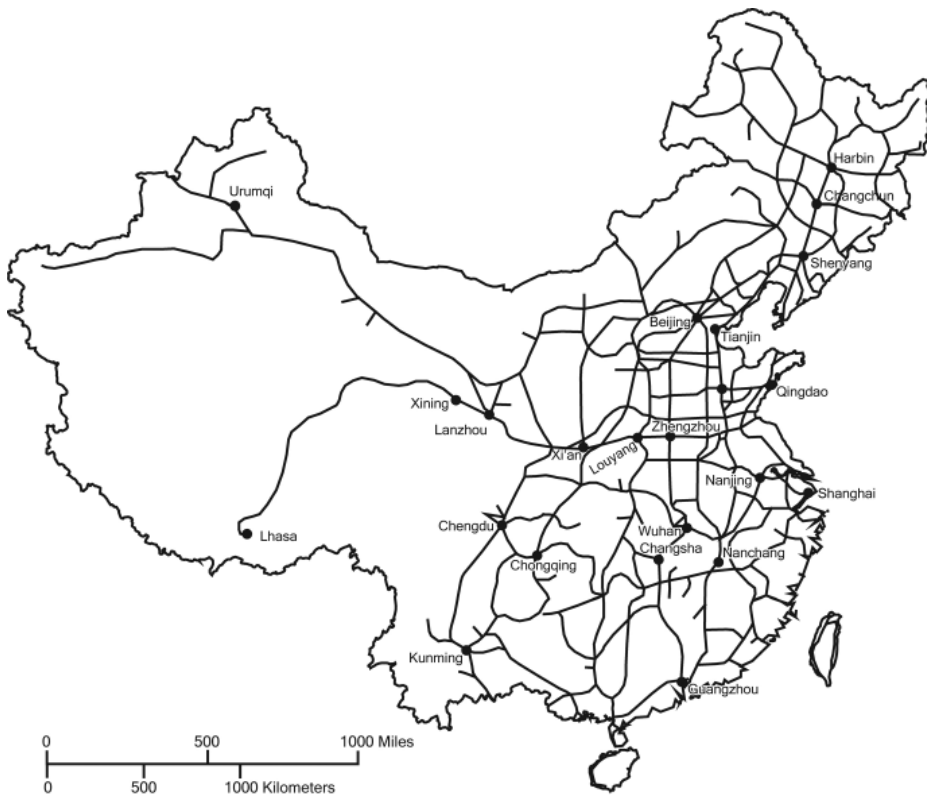 Harbin
Urumqi
Changchun
Shenyang
Beijing
Tianjin
Qingdao
Xining
Lanzhou
Zhengzhou
Xi'an
Louyang
Nanjing
Shanghai
Chengdu
Wuhan
Lhasa
Changsha
Chongqing
Nanchang
Kunming
Guangzhou
0 500 1000 Miles
0 500 1000 Kilometers